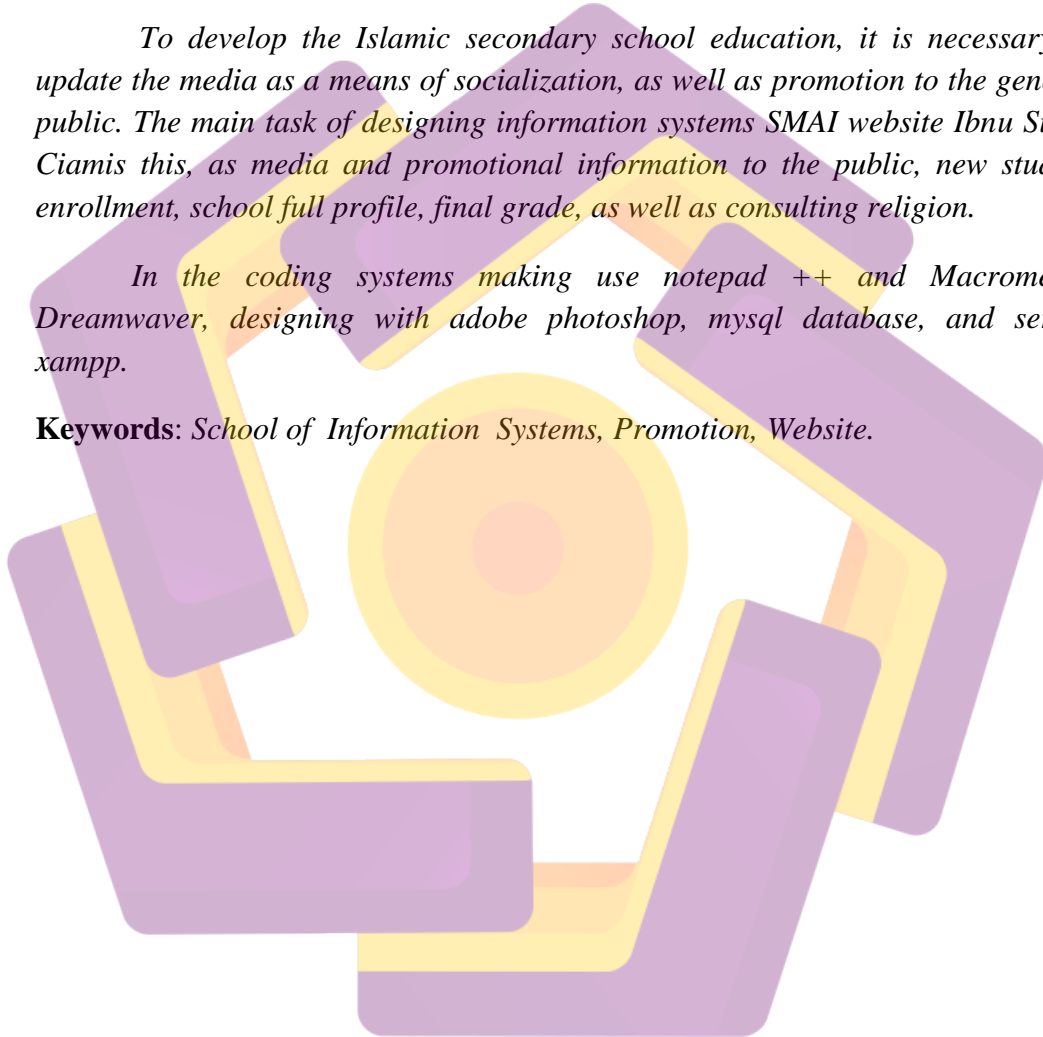 To develop the Islamic secondary school education, it is necessary
update the media as a means of socialization, as well as promotion to the
public. The main task of designing information systems SMAI website Ibnu
Ciamis this, as media and promotional information to the public, new
enrollment, school full profile, final grade, as well as consulting religion.
In the coding systems making use notepad ++ and
Dreamwaver, designing with adobe photoshop, mysql database, and
xampp.
Keywords: School of Information Systems, Promotion, Website.